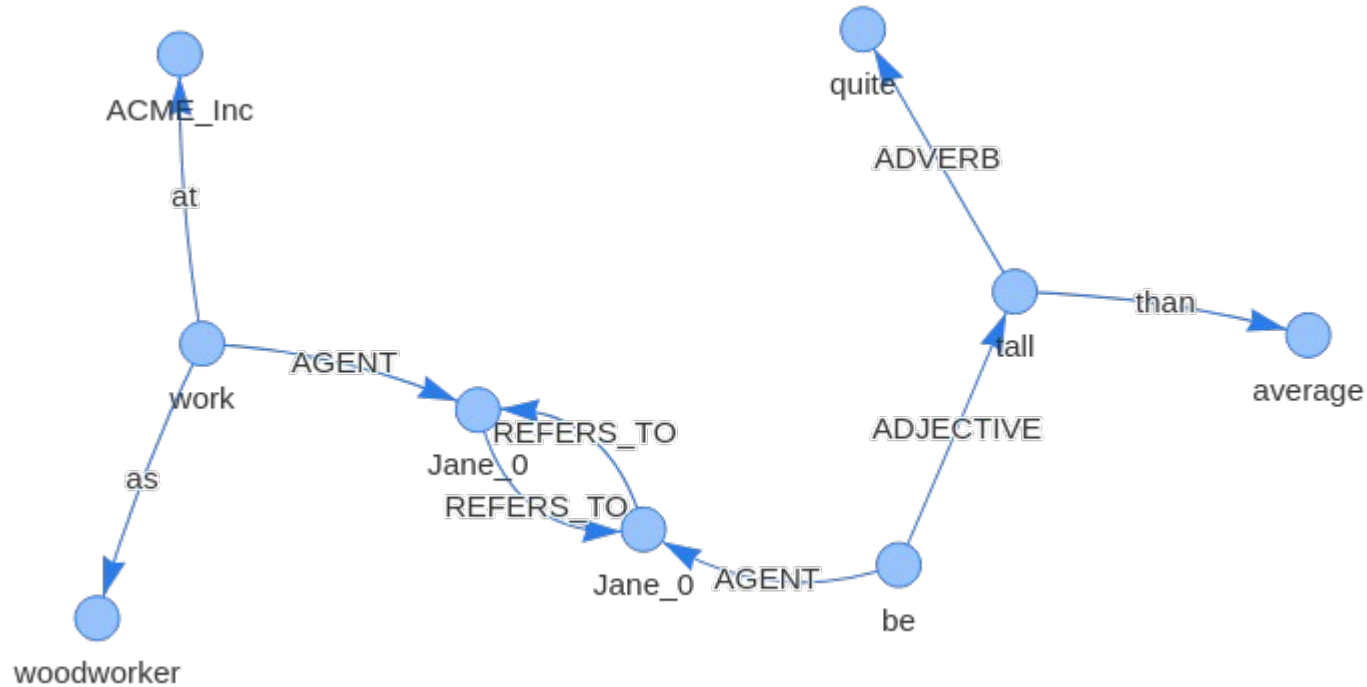 quite
ACME_Inc
ADVERB
at
than
tall
AGENT
average
work
REFERS_TO
ADJECTIVE
Jane_0
as
REFERS_TO
AGENT
Jane_0
be
woodworker